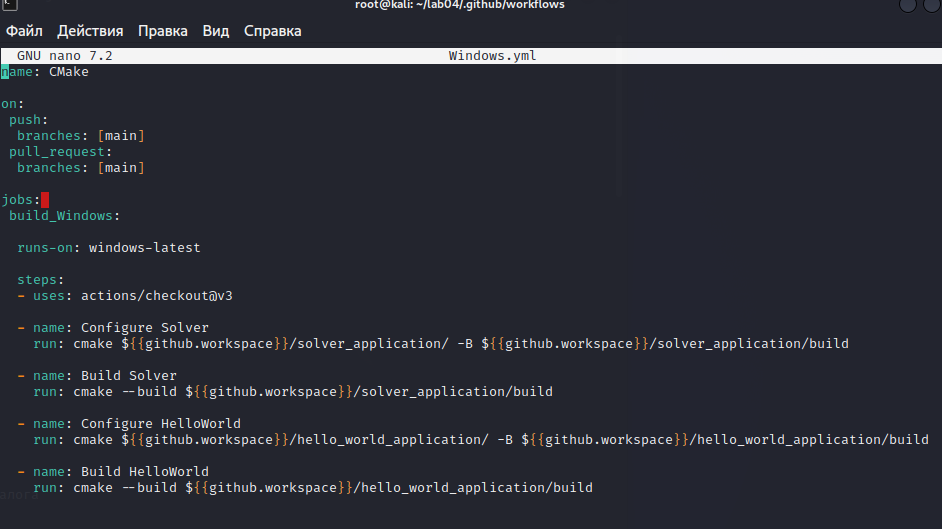 root@kali: ~/lab04/.github/workflows
Файл Действия Правка Вид Справка
GNU nano 7.2 Windows.yml
name: CMake
on:
 push:
  branches: [main]
 pull_request:
  branches: [main]
jobs:
 build_Windows:
  runs-on: windows-latest
  steps:
  - uses: actions/checkout@v3
  - name: Configure Solver
    run: cmake ${{github.workspace}}/solver_application/ -B ${{github.workspace}}/solver_application/build
  - name: Build Solver
    run: cmake --build ${{github.workspace}}/solver_application/build
  - name: Configure HelloWorld
    run: cmake ${{github.workspace}}/hello_world_application/ -B ${{github.workspace}}/hello_world_application/build
  - name: Build HelloWorld
    run: cmake --build ${{github.workspace}}/hello_world_application/build